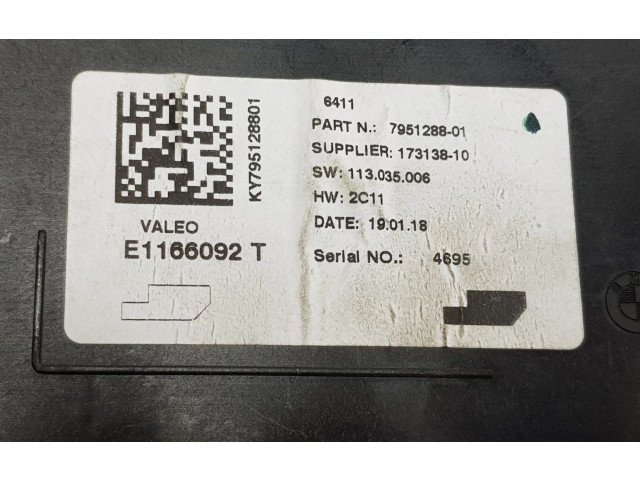 KY795128801
VALEO
E1166092 T
6411
PART N.: 7951288-01
SUPPLIER: 173138-10
SW: 113.035.006
HW: 2C11
DATE: 19.01.18
Serial NO.: 4695